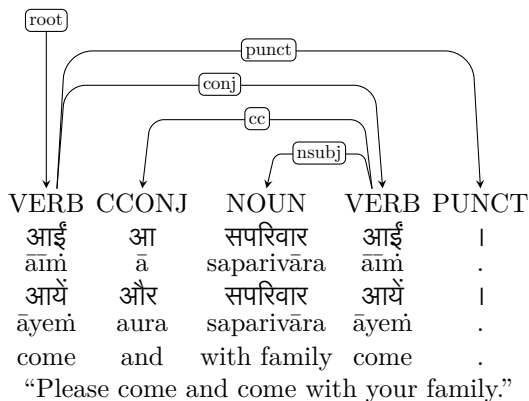 root
punct
conj
cc
nsubj
VERB CCONJ NOUN VERB PUNCT
आईं आ सपरिवार आईं ।
āīṁ ā saparivāra āīṁ .
आयें और सपरिवार आयें ।
āyeṁ aura saparivāra āyeṁ .
come and with family come .
“Please come and come with your family.”